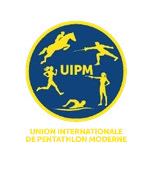 UIPM
UNION INTERNATIONALE
DE PENTATHLON MODERNE